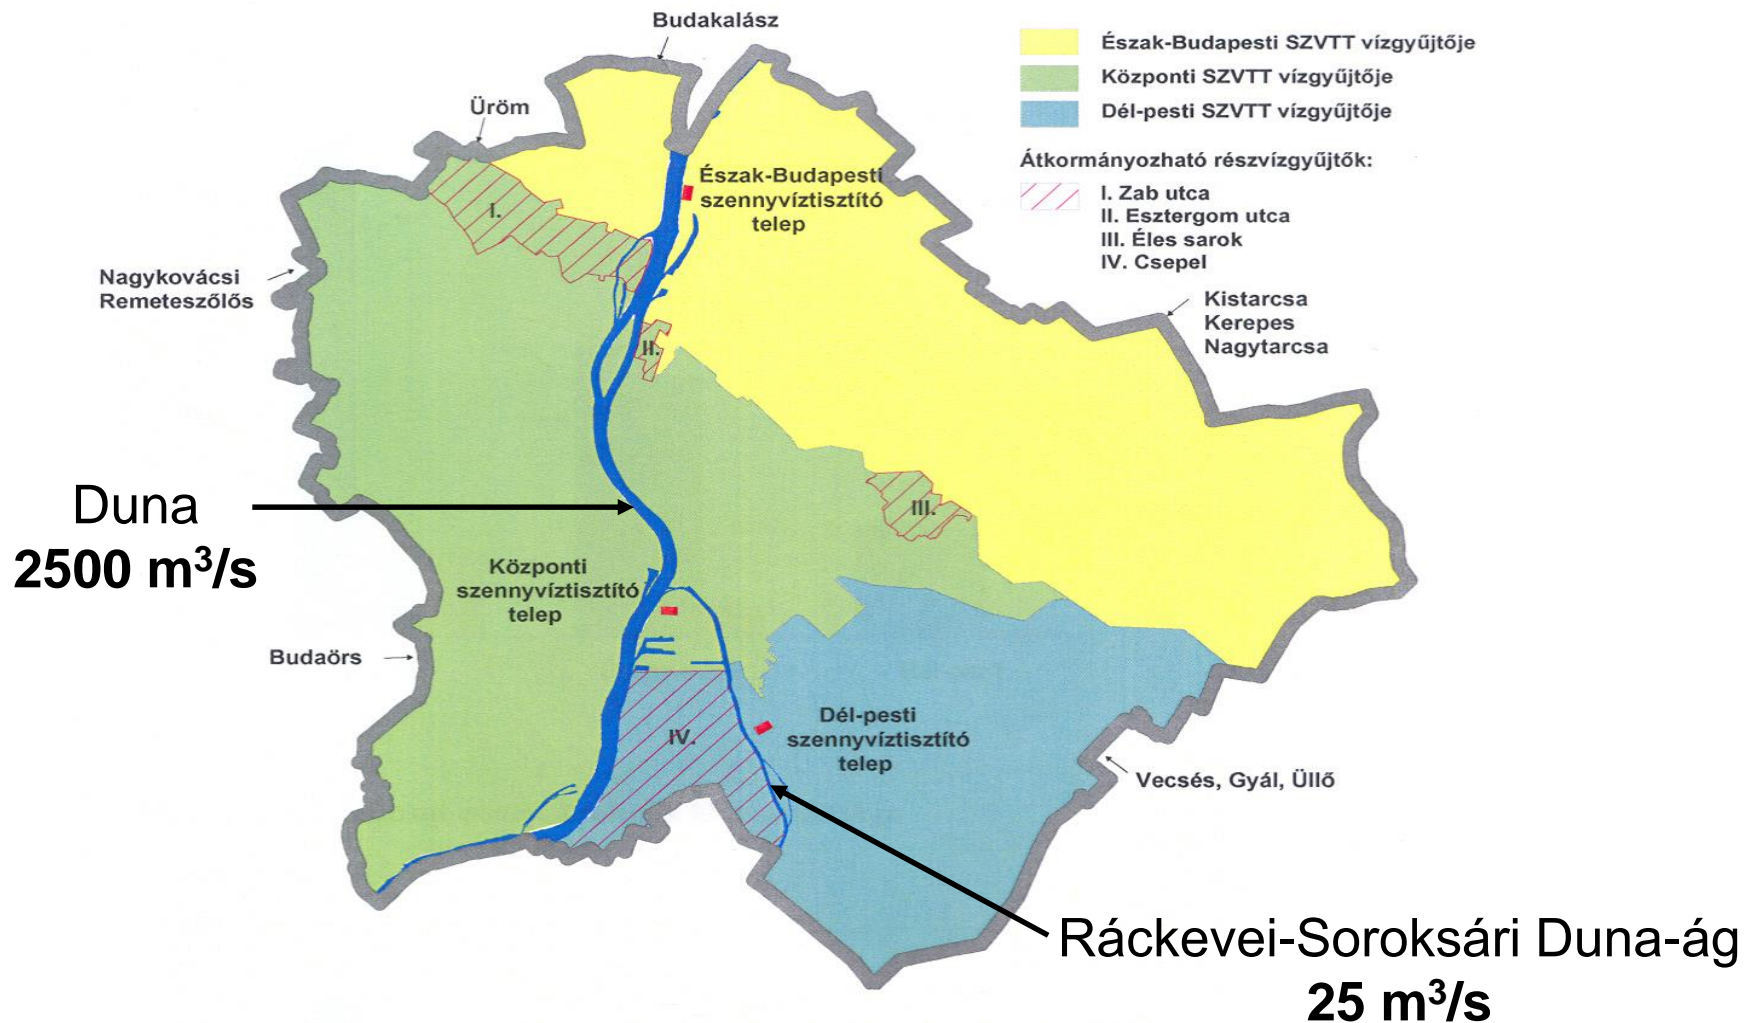 Budakalász
Üröm
Észak-Budapesti SZVTT vízgyűjtője
Központi SZVTT vízgyűjtője
Dél-pesti SZVTT vízgyűjtője
Átkormányozható részvízgyűjtők:
I. Zab utca
II. Esztergom utca
III. Éles sarok
IV. Csepel
Észak-Budapesti
szennyvíztisztító
telep
I.
Nagykovácsi
Remeteszőlős
Kistarcsa
Kerepes
Nagytarcsa
II.
III.
Duna
2500 m³/s
Központi
szennyvíztisztító
telep
Budaörs
IV.
Dél-pesti
szennyvíztisztító
telep
Vecsés, Gyál, Üllő
Ráckevei-Soroksári Duna-ág
25 m³/s